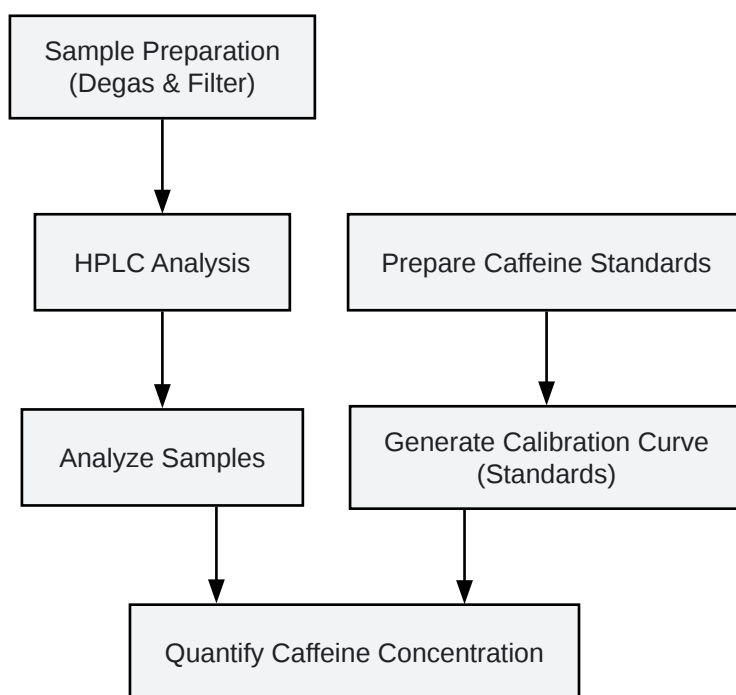 Sample Preparation
(Degas & Filter)
HPLC Analysis
Prepare Caffeine Standards
Analyze Samples
Generate Calibration Curve
(Standards)
Quantify Caffeine Concentration